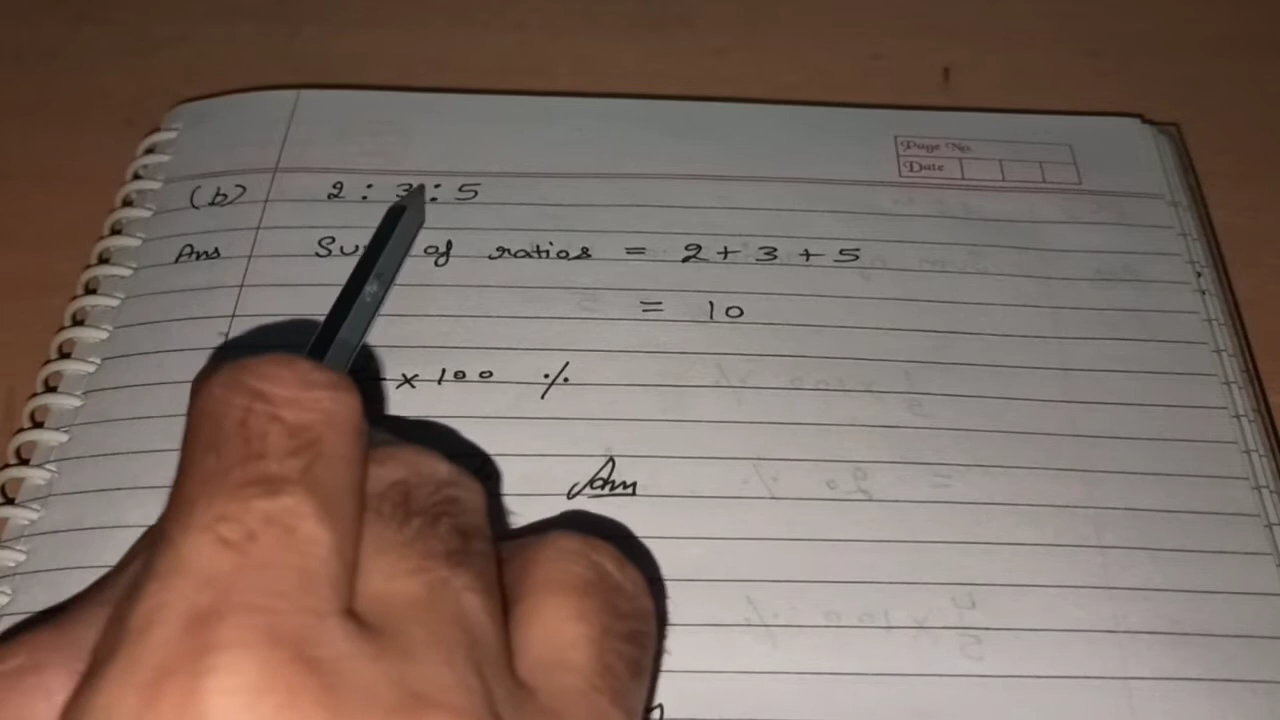 Page No.
Date
(b) 2 : 3 : 5
Ans Sum of ratios = 2 + 3 + 5
= 10
× 100 %
Ans